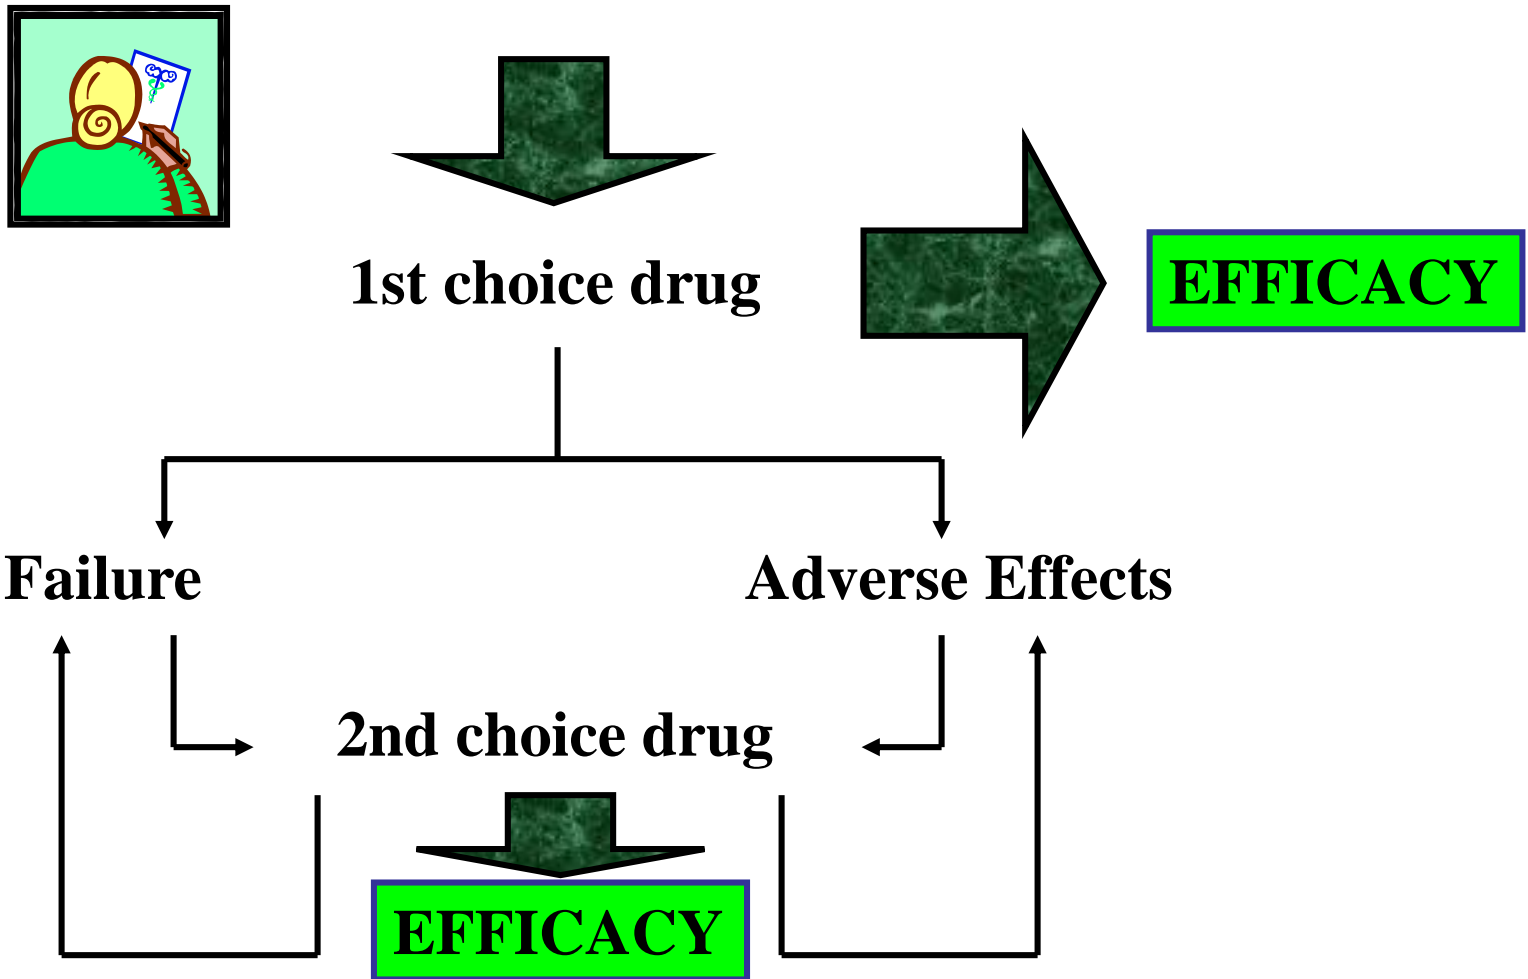 1st choice drug
EFFICACY
Failure
Adverse Effects
2nd choice drug
EFFICACY